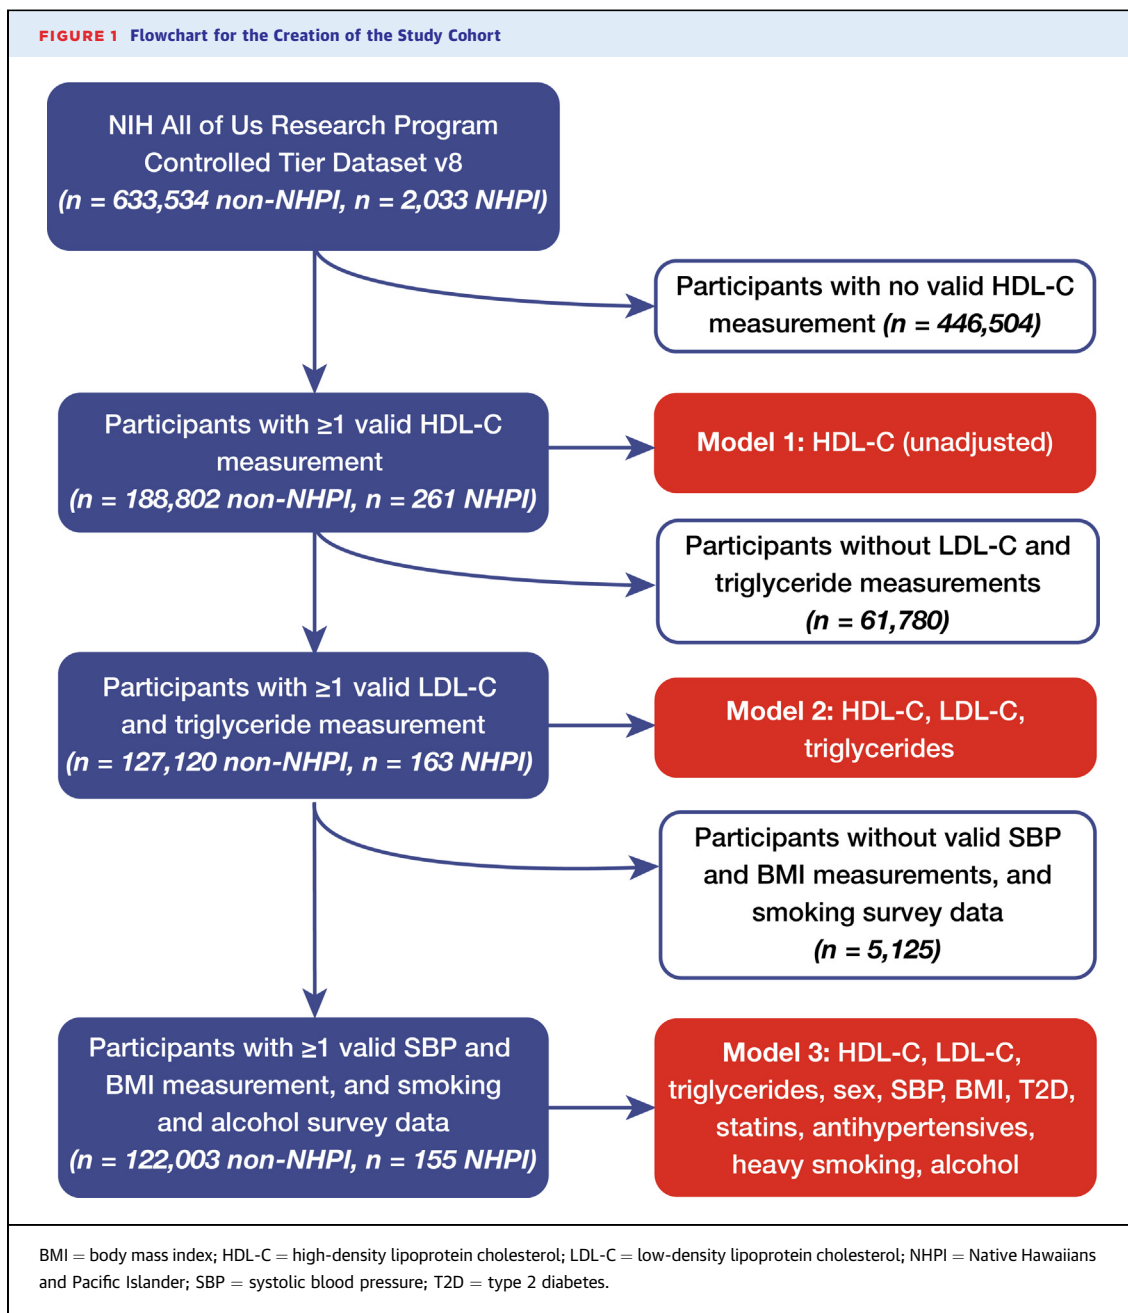 FIGURE 1 Flowchart for the Creation of the Study Cohort
NIH All of Us Research Program
Controlled Tier Dataset v8
(n = 633,534 non-NHPI, n = 2,033 NHPI)
Participants with no valid HDL-C
measurement (n = 446,504)
Participants with ≥1 valid HDL-C
measurement
(n = 188,802 non-NHPI, n = 261 NHPI)
Model 1: HDL-C (unadjusted)
Participants without LDL-C and
triglyceride measurements
(n = 61,780)
Participants with ≥1 valid LDL-C
and triglyceride measurement
(n = 127,120 non-NHPI, n = 163 NHPI)
Model 2: HDL-C, LDL-C,
triglycerides
Participants without valid SBP
and BMI measurements, and
smoking survey data
(n = 5,125)
Participants with ≥1 valid SBP and
BMI measurement, and smoking
and alcohol survey data
(n = 122,003 non-NHPI, n = 155 NHPI)
Model 3: HDL-C, LDL-C,
triglycerides, sex, SBP, BMI, T2D,
statins, antihypertensives,
heavy smoking, alcohol
BMI = body mass index; HDL-C = high-density lipoprotein cholesterol; LDL-C = low-density lipoprotein cholesterol; NHPI = Native Hawaiians
and Pacific Islander; SBP = systolic blood pressure; T2D = type 2 diabetes.